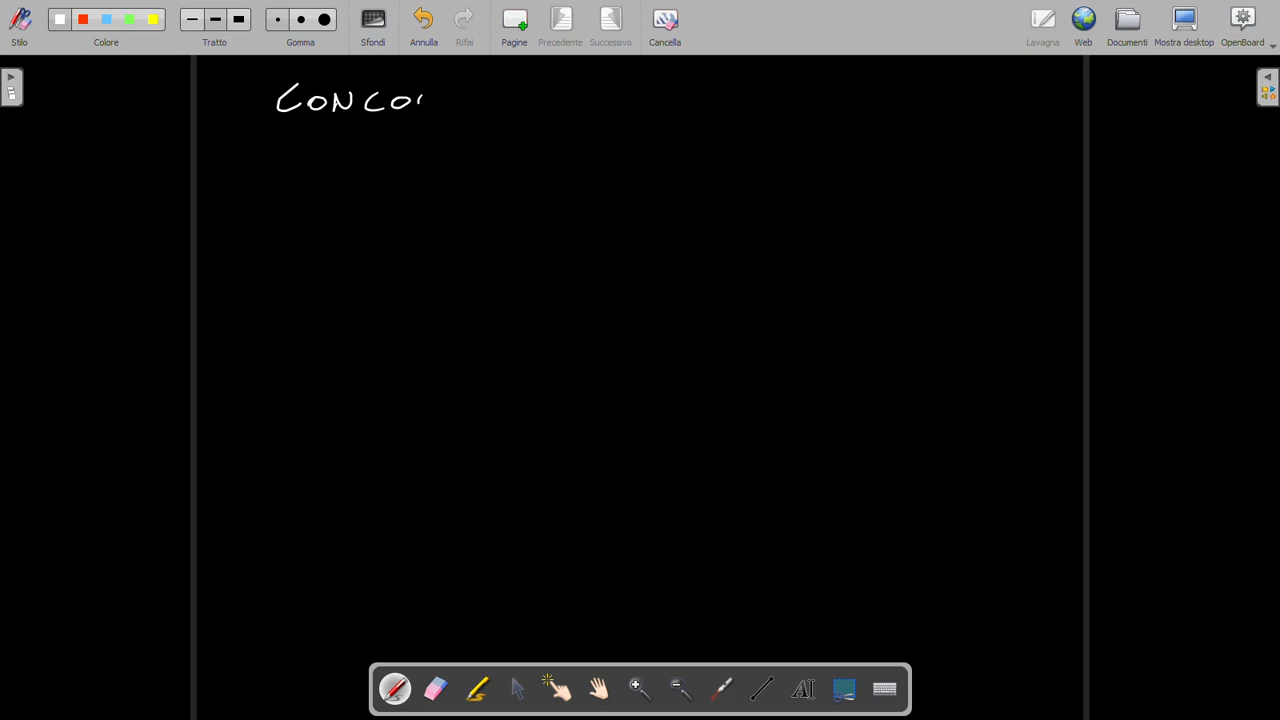 Stilo Colore Tratto Gomma Sfondi Annulla Rifai Pagine Precedente Successivo Cancella Lavagna Web Documenti Mostra desktop OpenBoard
CONCO